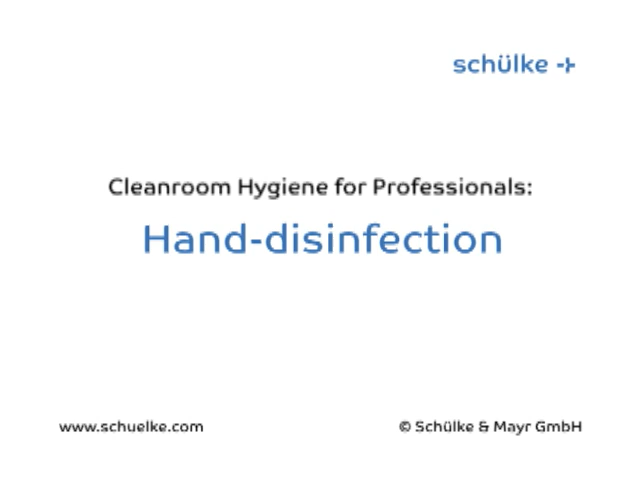 schülke -+
Cleanroom Hygiene for Professionals:
Hand-disinfection
www.schuelke.com
© Schülke & Mayr GmbH